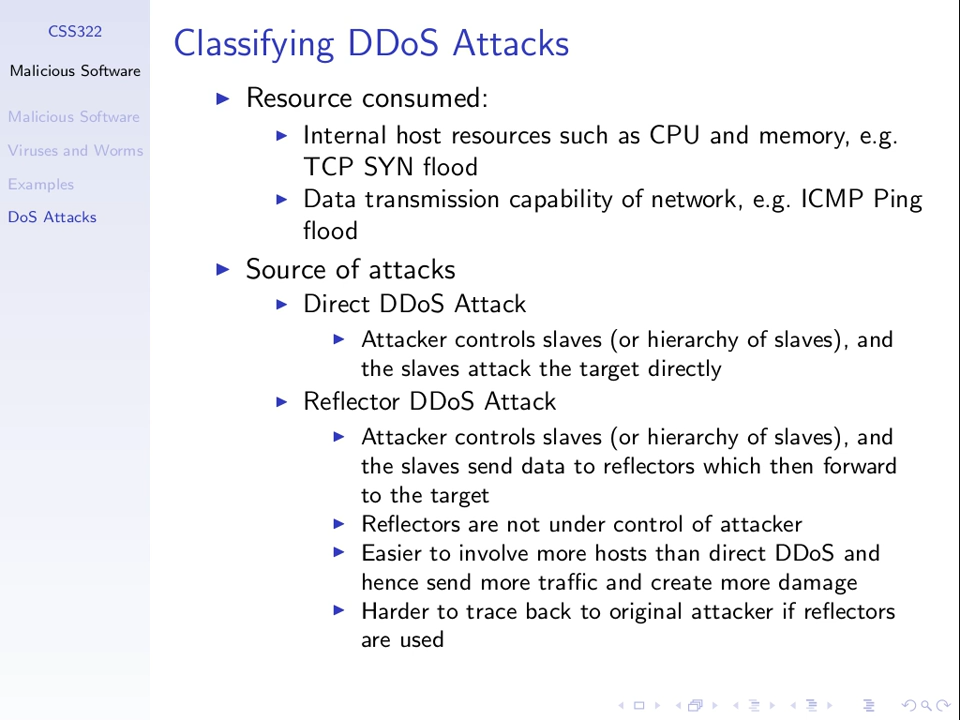 CSS322
Malicious Software
Malicious Software
Viruses and Worms
Examples
DoS Attacks
Classifying DDoS Attacks
Resource consumed:
Internal host resources such as CPU and memory, e.g.
TCP SYN flood
Data transmission capability of network, e.g. ICMP Ping
flood
Source of attacks
Direct DDoS Attack
Attacker controls slaves (or hierarchy of slaves), and
the slaves attack the target directly
Reflector DDoS Attack
Attacker controls slaves (or hierarchy of slaves), and
the slaves send data to reflectors which then forward
to the target
Reflectors are not under control of attacker
Easier to involve more hosts than direct DDoS and
hence send more traffic and create more damage
Harder to trace back to original attacker if reflectors
are used